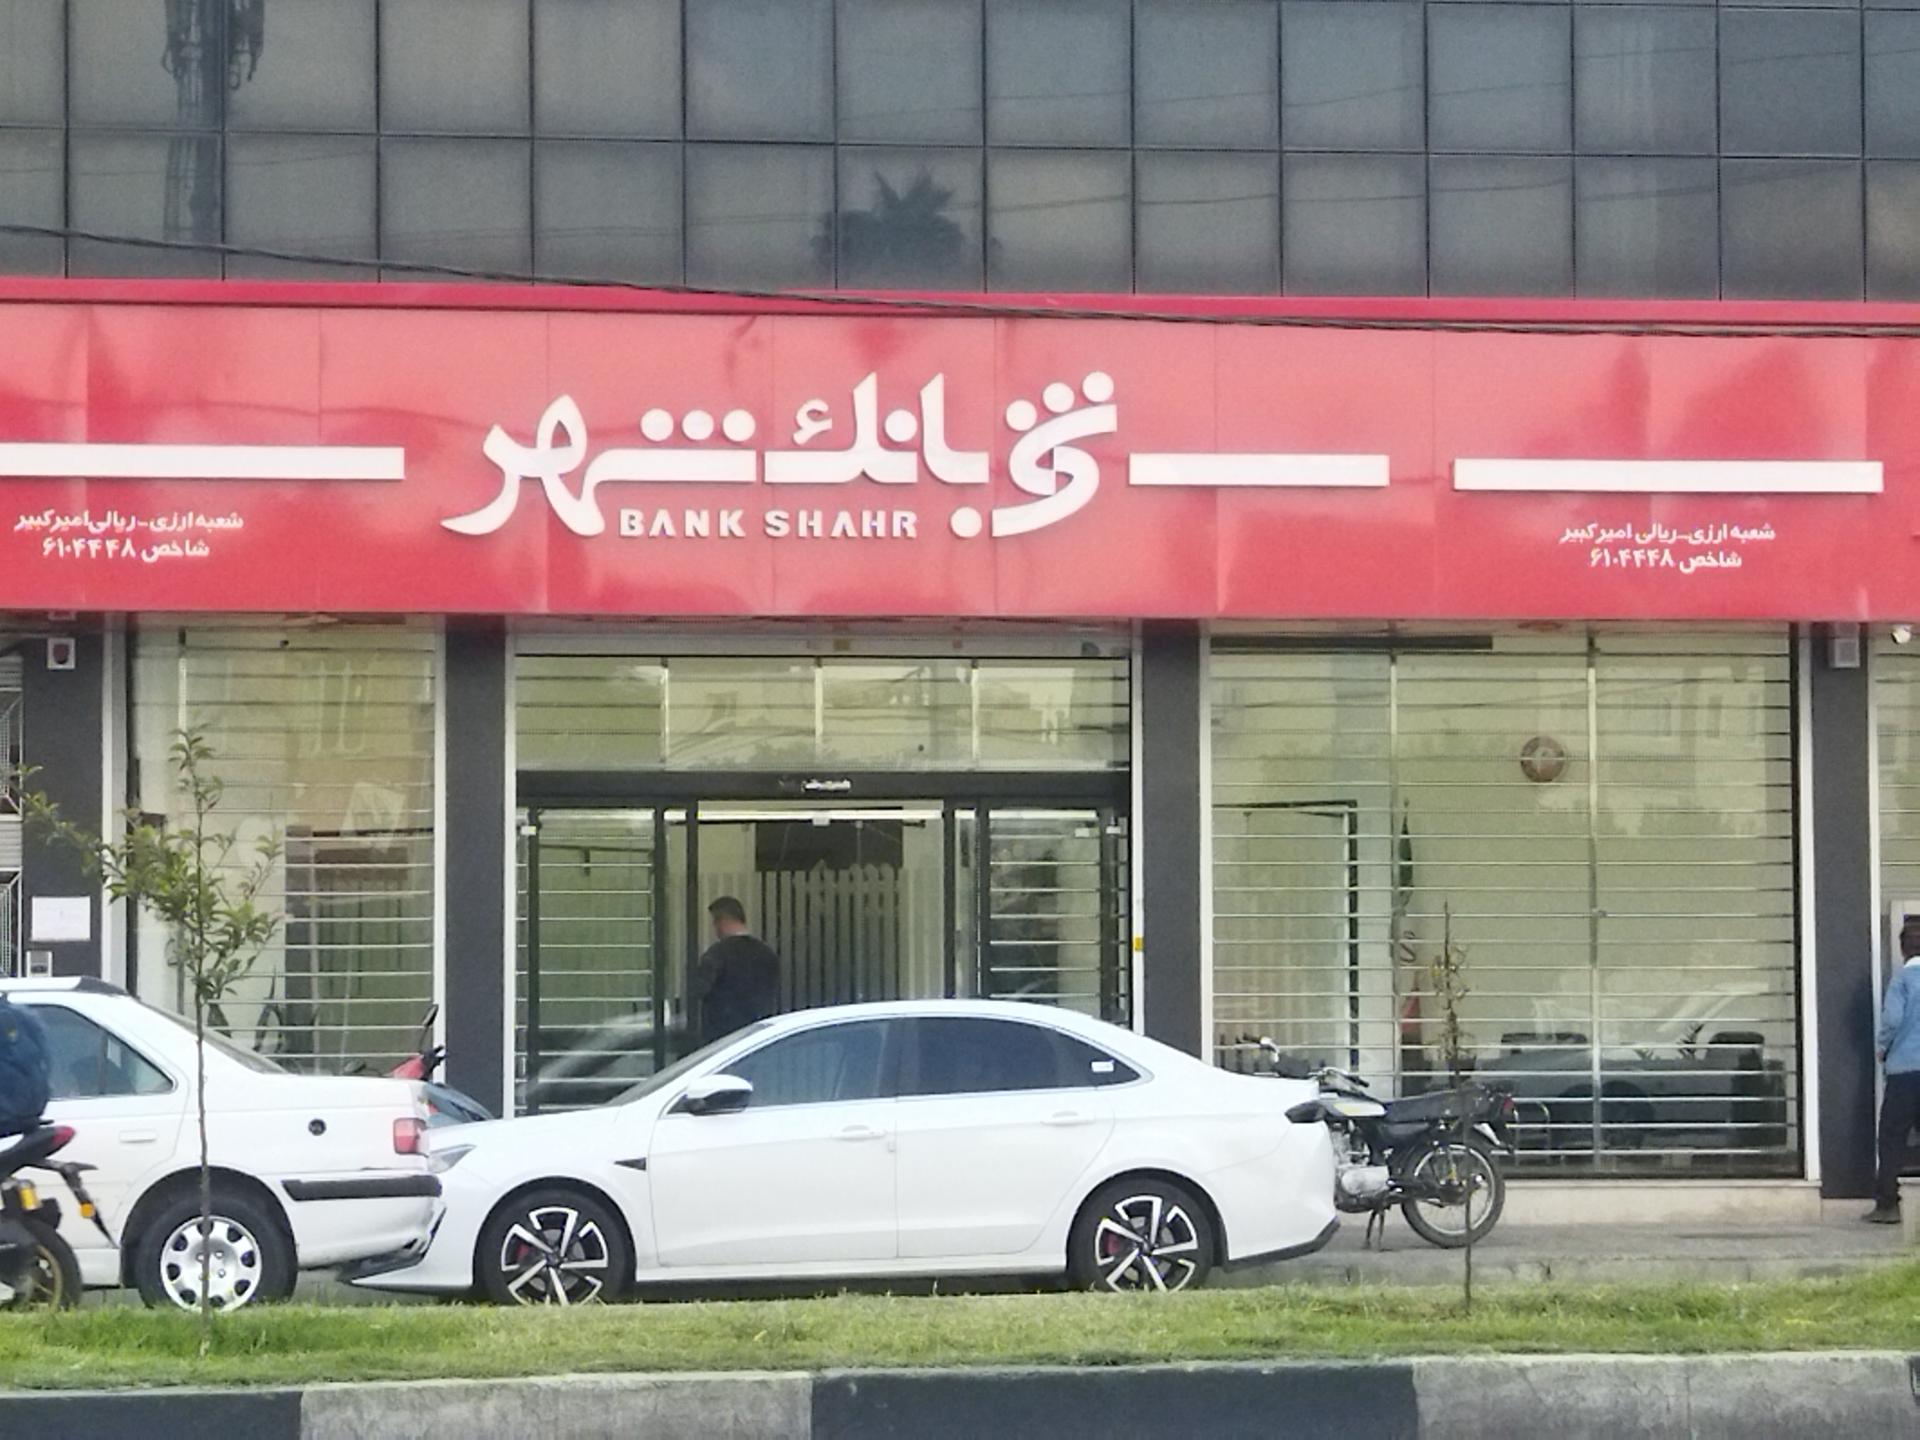 بانک شهر
BANK SHAHR
شعبه ارزی-ریالی امیرکبیر
شاخص ۶۱۰۴۴۴۸
شعبه ارزی-ریالی امیرکبیر
شاخص ۶۱۰۴۴۴۸